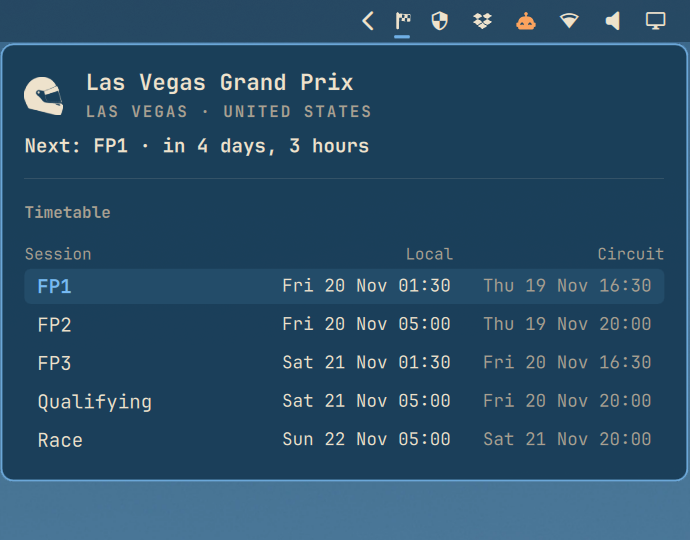 Las Vegas Grand Prix
LAS VEGAS · UNITED STATES
Next: FP1 · in 4 days, 3 hours
Timetable
Session Local Circuit
FP1 Fri 20 Nov 01:30 Thu 19 Nov 16:30
FP2 Fri 20 Nov 05:00 Thu 19 Nov 20:00
FP3 Sat 21 Nov 01:30 Fri 20 Nov 16:30
Qualifying Sat 21 Nov 05:00 Fri 20 Nov 20:00
Race Sun 22 Nov 05:00 Sat 21 Nov 20:00